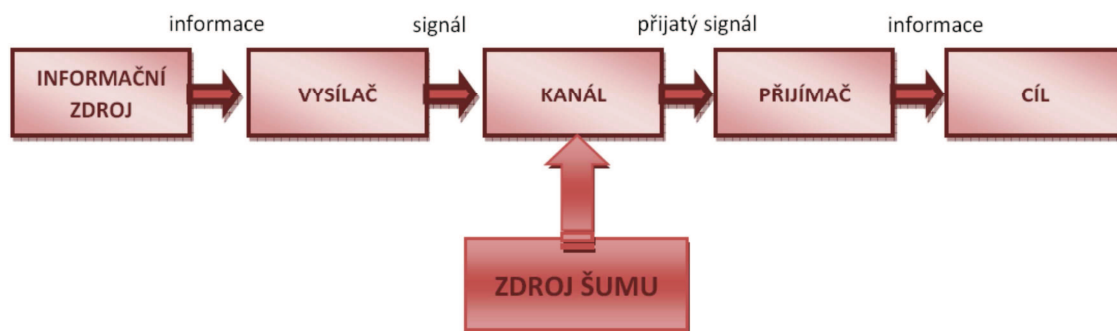 informace
signál
přijatý signál
informace
INFORMAČNÍ
ZDROJ
VYSÍLAČ
KANÁL
PŘIJÍMAČ
CÍL
ZDROJ ŠUMU